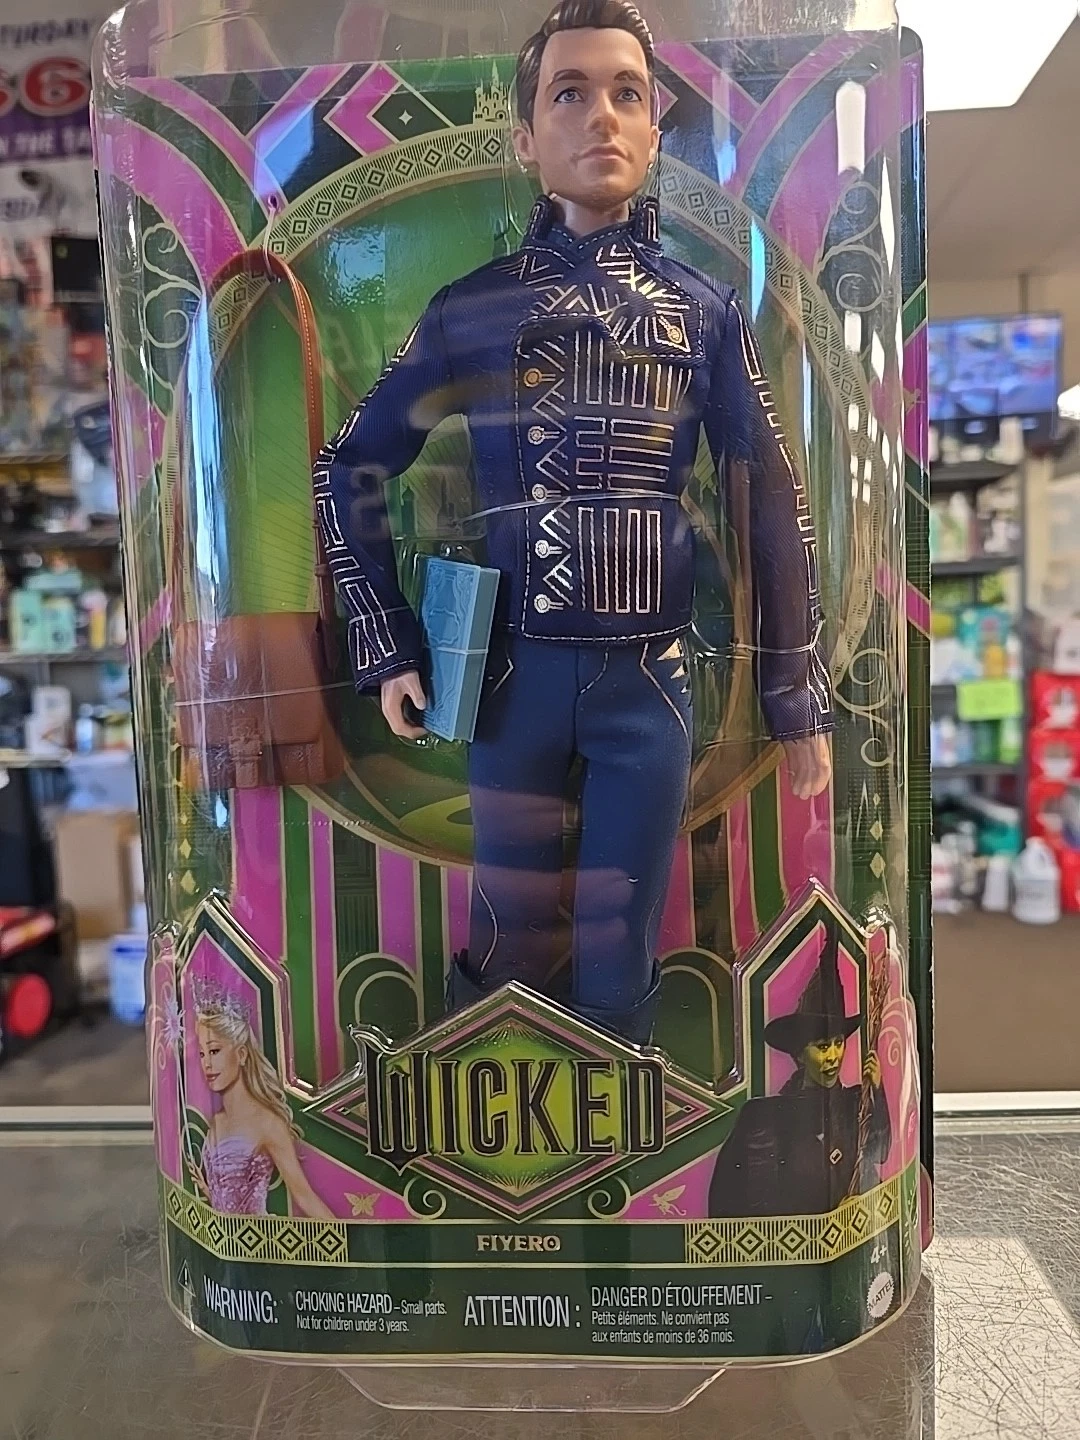 WICKED
FIYERO
4+
WARNING:
CHOKING HAZARD – Small parts.
Not for children under 3 years.
ATTENTION :
DANGER D'ÉTOUFFEMENT –
Petits éléments. Ne convient pas
aux enfants de moins de 36 mois.
MATTEL